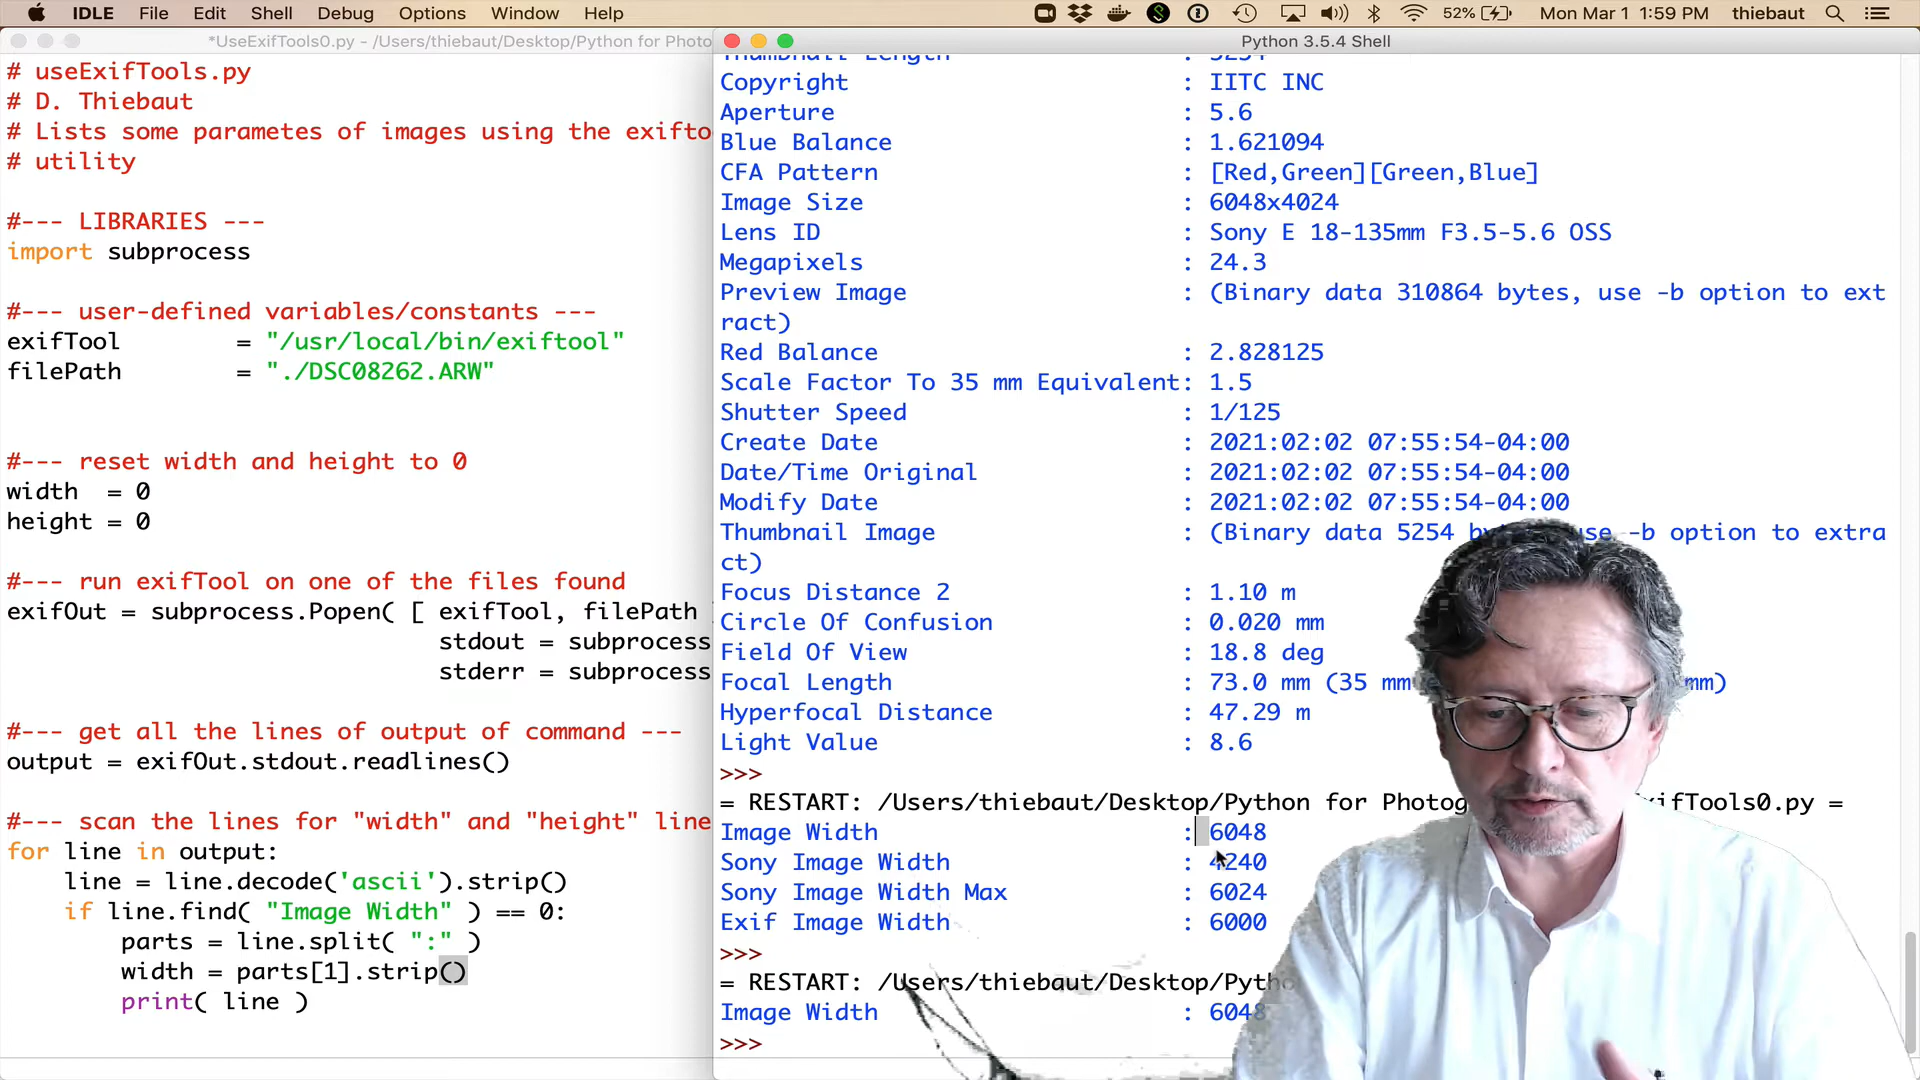 IDLE File Edit Shell Debug Options Window Help 52% Mon Mar 1 1:59 PM thiebaut
*UseExifTools0.py - /Users/thiebaut/Desktop/Python for Photo
# useExifTools.py
# D. Thiebaut
# Lists some parametes of images using the exifto
# utility
#--- LIBRARIES ---
import subprocess
#--- user-defined variables/constants ---
exifTool = "/usr/local/bin/exiftool"
filePath = "./DSC08262.ARW"
#--- reset width and height to 0
width = 0
height = 0
#--- run exifTool on one of the files found
exifOut = subprocess.Popen( [ exifTool, filePath
stdout = subprocess
stderr = subprocess
#--- get all the lines of output of command ---
output = exifOut.stdout.readlines()
#--- scan the lines for "width" and "height" line
for line in output:
line = line.decode('ascii').strip()
if line.find( "Image Width" ) == 0:
parts = line.split( ":" )
width = parts[1].strip()
print( line )
Python 3.5.4 Shell
Thumbnail Length : 5254
Copyright : IITC INC
Aperture : 5.6
Blue Balance : 1.621094
CFA Pattern : [Red,Green][Green,Blue]
Image Size : 6048x4024
Lens ID : Sony E 18-135mm F3.5-5.6 OSS
Megapixels : 24.3
Preview Image : (Binary data 310864 bytes, use -b option to ext
ract)
Red Balance : 2.828125
Scale Factor To 35 mm Equivalent: 1.5
Shutter Speed : 1/125
Create Date : 2021:02:02 07:55:54-04:00
Date/Time Original : 2021:02:02 07:55:54-04:00
Modify Date : 2021:02:02 07:55:54-04:00
Thumbnail Image : (Binary data 5254 use -b option to extra
ct)
Focus Distance 2 : 1.10 m
Circle Of Confusion : 0.020 mm
Field Of View : 18.8 deg
Focal Length : 73.0 mm (35 mm mm)
Hyperfocal Distance : 47.29 m
Light Value : 8.6
>>>
= RESTART: /Users/thiebaut/Desktop/Python for Photog xifTools0.py =
Image Width : 6048
Sony Image Width : 4240
Sony Image Width Max : 6024
Exif Image Width : 6000
>>>
= RESTART: /Users/thiebaut/Desktop/Pyth
Image Width : 6048
>>>